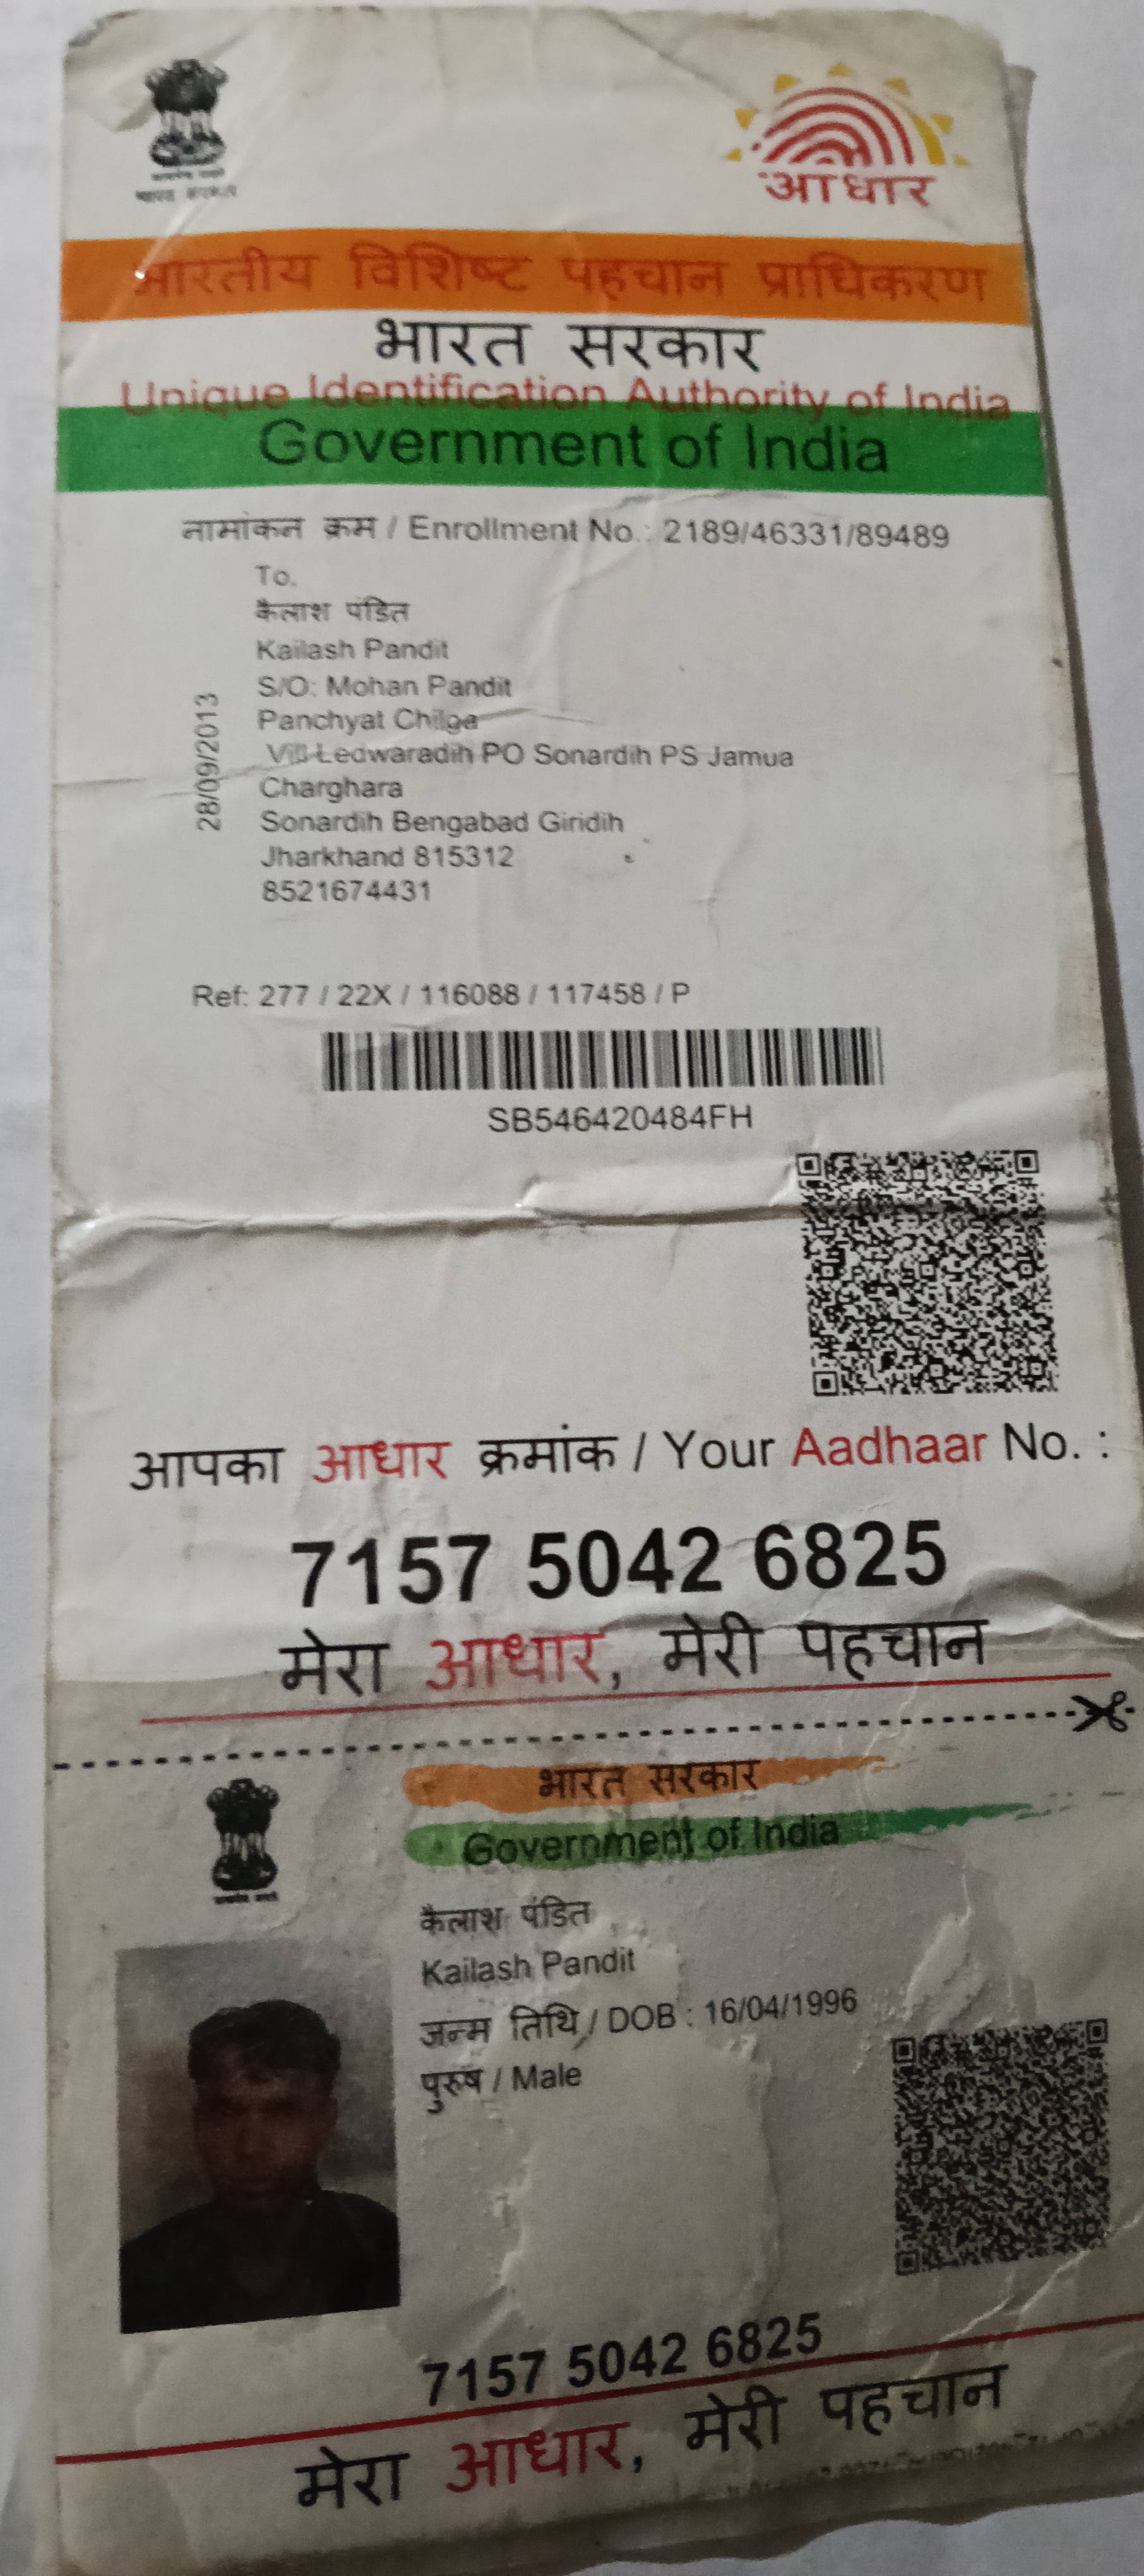 आधार
भारतीय विशिष्ट पहचान प्राधिकरण
भारत सरकार
Unique Identification Authority of India
Government of India
नामांकन क्रम / Enrollment No.: 2189/46331/89489
To,
कैलाश पंडित
Kailash Pandit
S/O: Mohan Pandit
Panchyat Chilga
Vill Ledwaradih PO Sonardih PS Jamua
Charghara
Sonardih Bengabad Giridih
Jharkhand 815312
8521674431
28/09/2013
Ref: 277 / 22X / 116088 / 117458 / P
SB546420484FH
आपका आधार क्रमांक / Your Aadhaar No. :
7157 5042 6825
मेरा आधार, मेरी पहचान
भारत सरकार
Government of India
कैलाश पंडित
Kailash Pandit
जन्म तिथि / DOB : 16/04/1996
पुरुष / Male
7157 5042 6825
मेरा आधार, मेरी पहचान